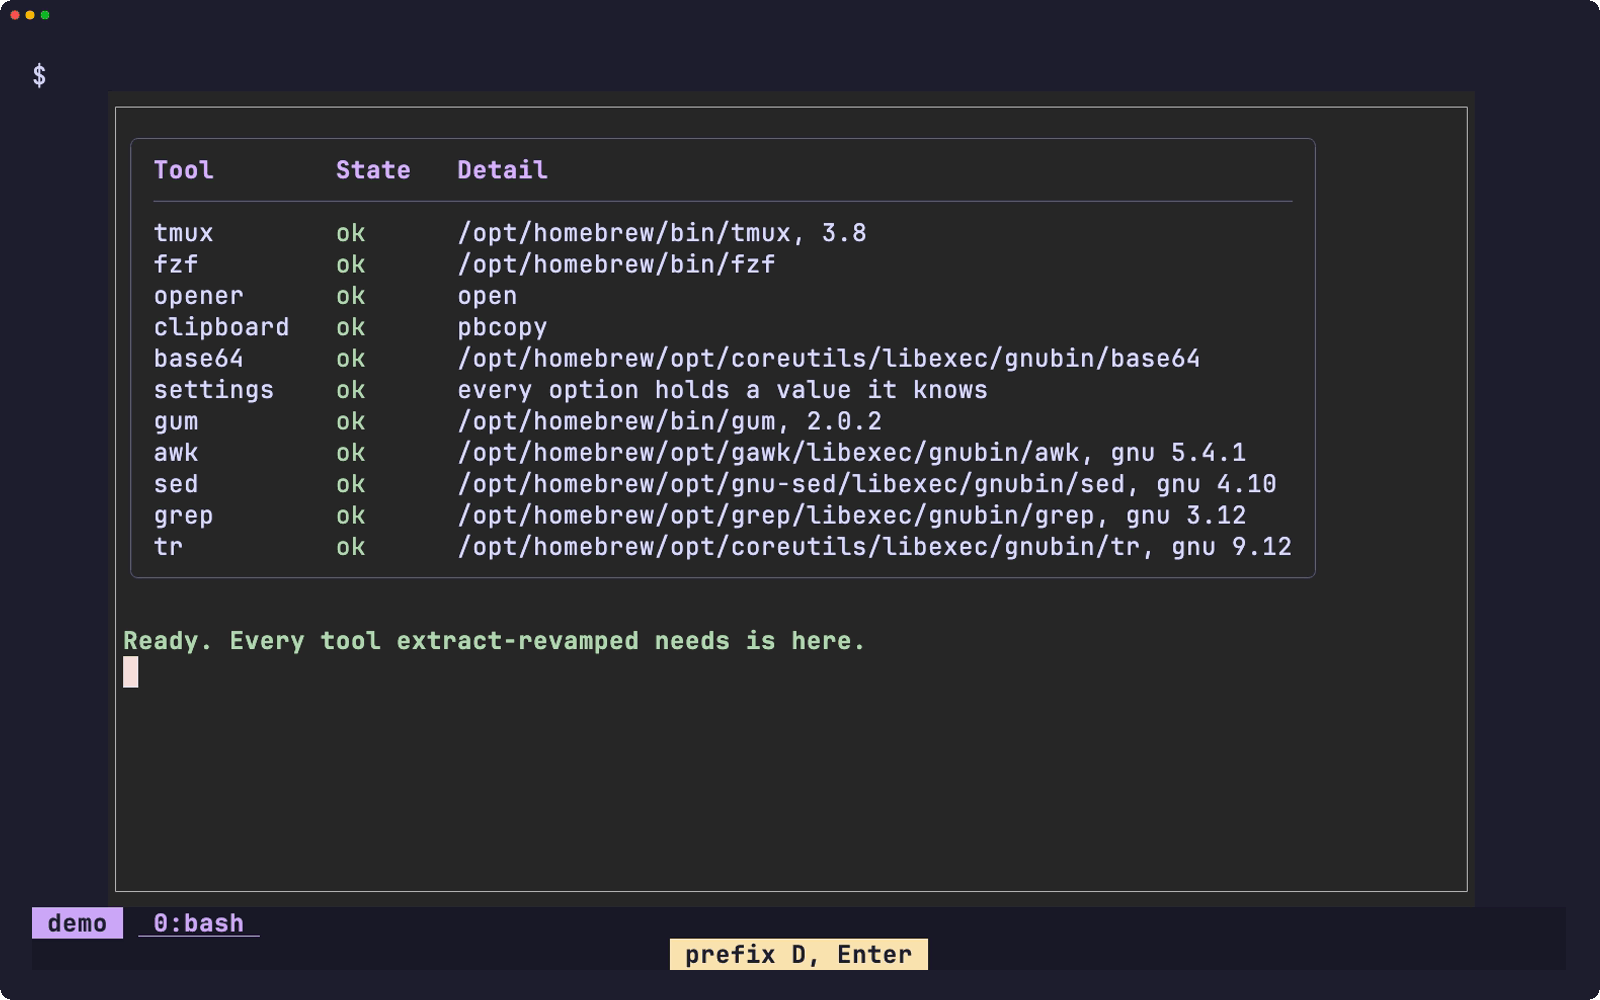 $
Tool State Detail
tmux ok /opt/homebrew/bin/tmux, 3.8
fzf ok /opt/homebrew/bin/fzf
opener ok open
clipboard ok pbcopy
base64 ok /opt/homebrew/opt/coreutils/libexec/gnubin/base64
settings ok every option holds a value it knows
gum ok /opt/homebrew/bin/gum, 2.0.2
awk ok /opt/homebrew/opt/gawk/libexec/gnubin/awk, gnu 5.4.1
sed ok /opt/homebrew/opt/gnu-sed/libexec/gnubin/sed, gnu 4.10
grep ok /opt/homebrew/opt/grep/libexec/gnubin/grep, gnu 3.12
tr ok /opt/homebrew/opt/coreutils/libexec/gnubin/tr, gnu 9.12
Ready. Every tool extract-revamped needs is here.
demo 0:bash
prefix D, Enter